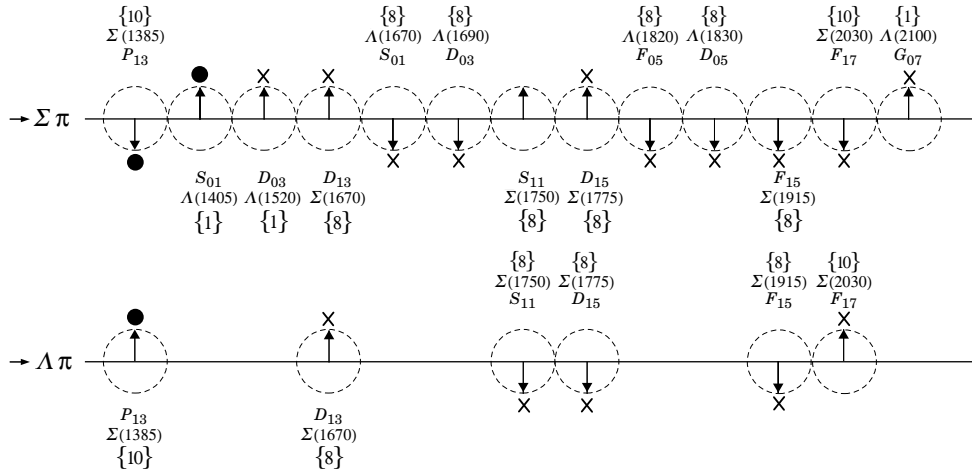 {10} {8} {8} {8} {8} {10} {1}
Σ(1385) Λ(1670) Λ(1690) Λ(1820) Λ(1830) Σ(2030) Λ(2100)
P13 S01 D03 F05 D05 F17 G07
→ Σ π
S01 D03 D13 S11 D15 F15
Λ(1405) Λ(1520) Σ(1670) Σ(1750) Σ(1775) Σ(1915)
{1} {1} {8} {8} {8} {8}
{8} {8} {8} {10}
Σ(1750) Σ(1775) Σ(1915) Σ(2030)
S11 D15 F15 F17
→ Λ π
P13 D13
Σ(1385) Σ(1670)
{10} {8}